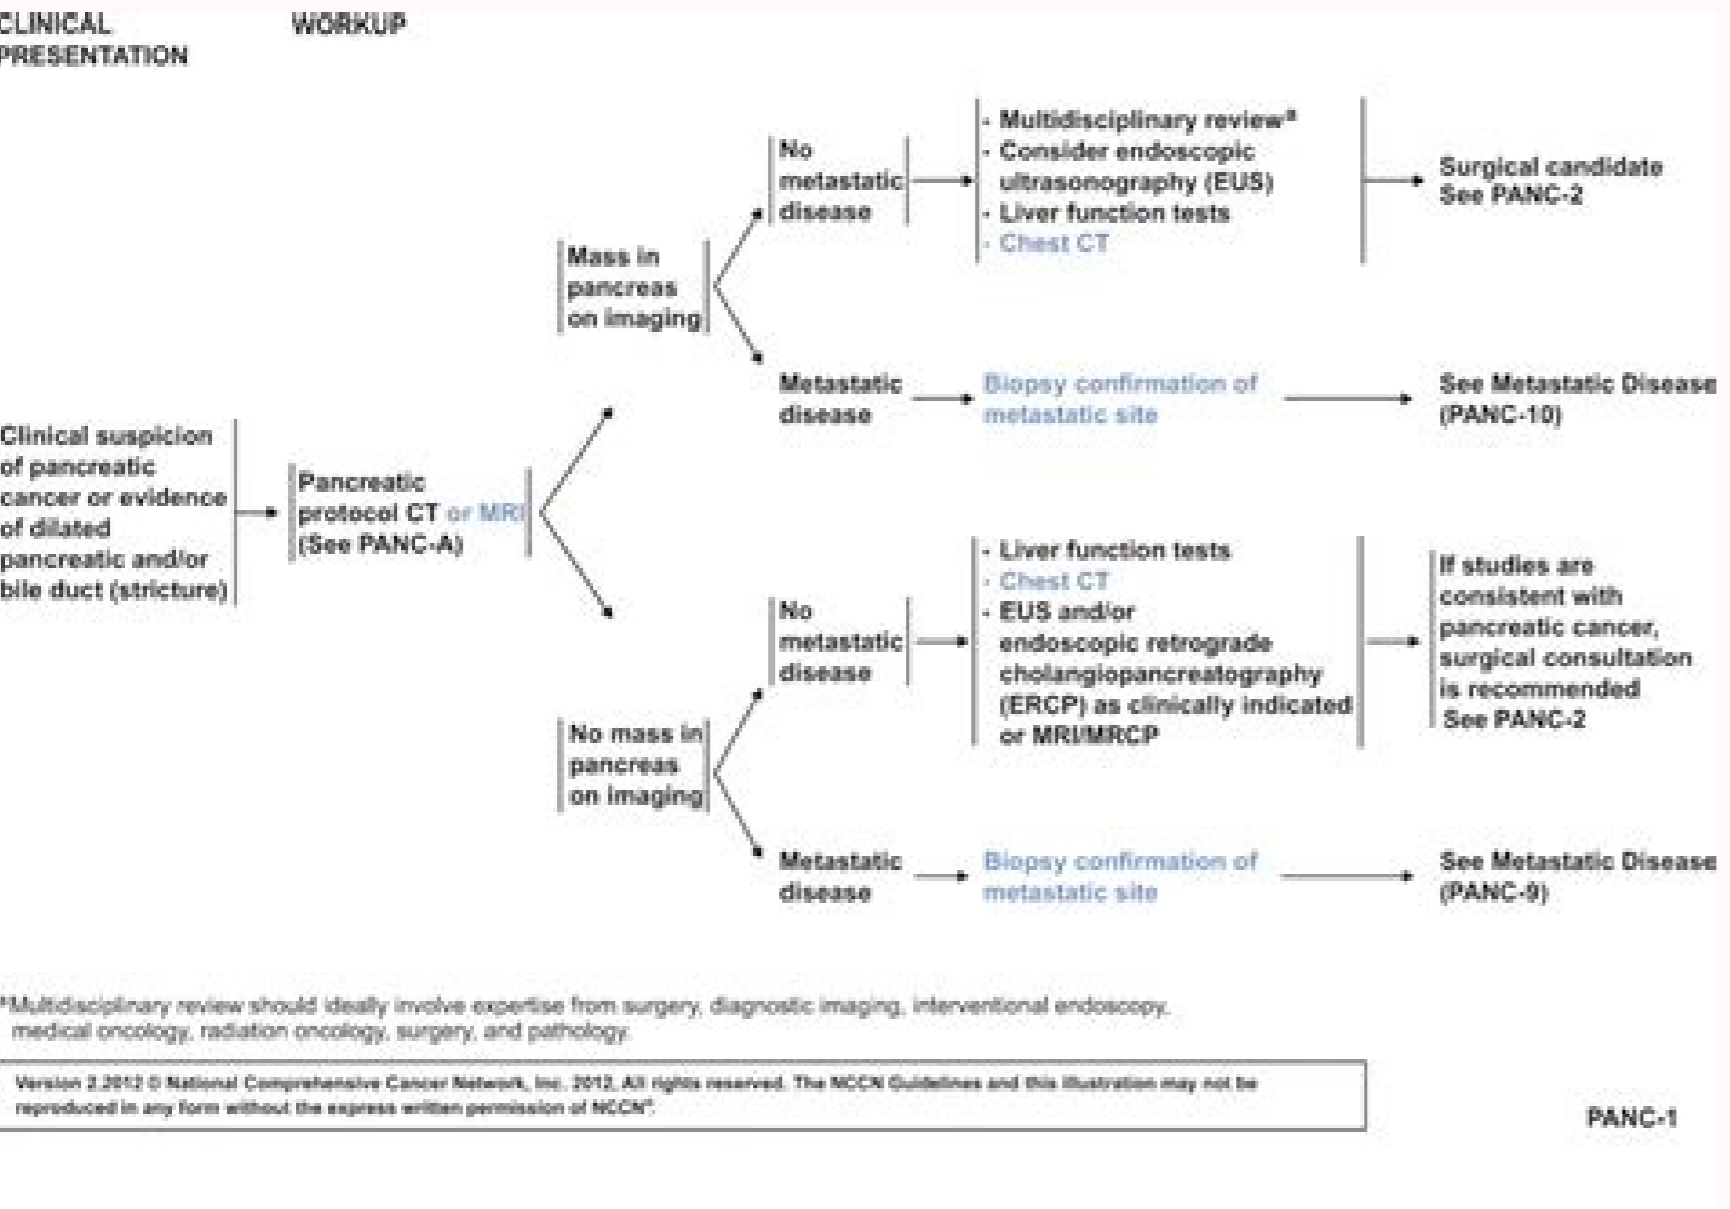 CLINICAL
PRESENTATION
WORKUP
Clinical suspicion
of pancreatic
cancer or evidence
of dilated
pancreatic and/or
bile duct (stricture)
Pancreatic
protocol CT or MRI
(See PANC-A)
Mass in
pancreas
on imaging
No
metastatic
disease
- Multidisciplinary reviewª
- Consider endoscopic
ultrasonography (EUS)
- Liver function tests
- Chest CT
Surgical candidate
See PANC-2
Metastatic
disease
Biopsy confirmation of
metastatic site
See Metastatic Disease
(PANC-10)
No mass in
pancreas
on imaging
No
metastatic
disease
- Liver function tests
- Chest CT
- EUS and/or
endoscopic retrograde
cholangiopancreatography
(ERCP) as clinically indicated
or MRI/MRCP
If studies are
consistent with
pancreatic cancer,
surgical consultation
is recommended
See PANC-2
Metastatic
disease
Biopsy confirmation of
metastatic site
See Metastatic Disease
(PANC-9)
ªMultidisciplinary review should ideally involve expertise from surgery, diagnostic imaging, interventional endoscopy,
medical oncology, radiation oncology, surgery, and pathology.
Version 2.2012 © National Comprehensive Cancer Network, Inc. 2012, All rights reserved. The NCCN Guidelines and this illustration may not be
reproduced in any form without the express written permission of NCCN®.
PANC-1